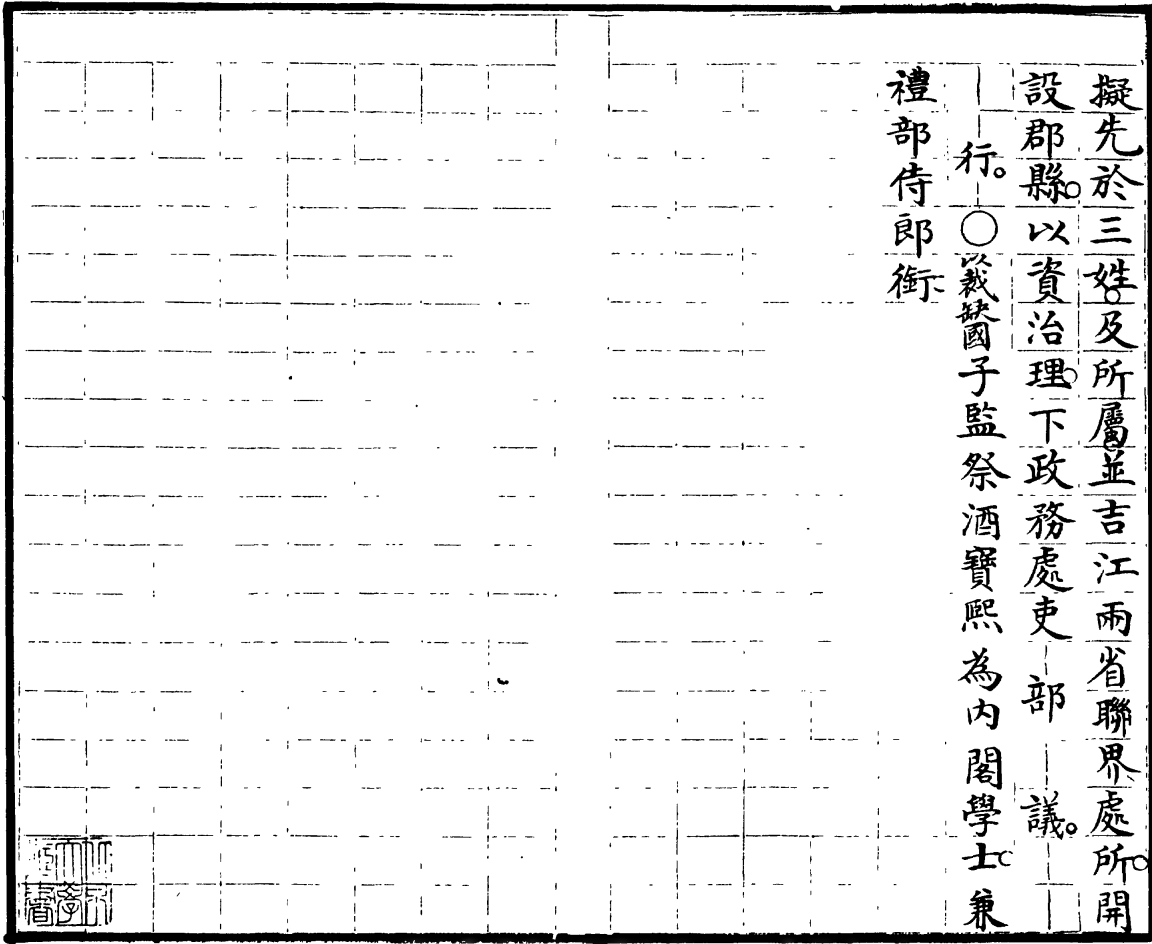 擬先於三姓。及所屬並吉江兩省聯界、處所。開
設郡縣。以資治理。下政務處吏部議。
行。○以裁缺國子監祭酒寶熙為內閣學士。兼
禮部侍郎銜、